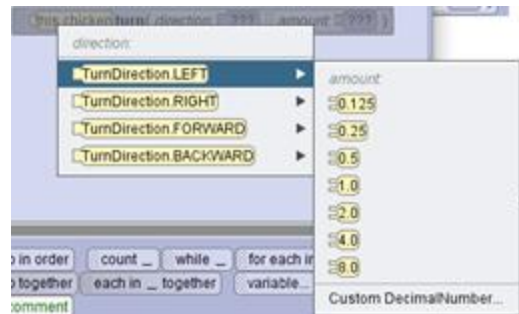 this.chicken turn( direction: ??? , amount: ??? )
direction:
TurnDirection.LEFT
TurnDirection.RIGHT
TurnDirection.FORWARD
TurnDirection.BACKWARD
amount:
0.125
0.25
0.5
1.0
2.0
4.0
8.0
Custom DecimalNumber...
in order count _ while _ for each in
together each in _ together variable...
comment